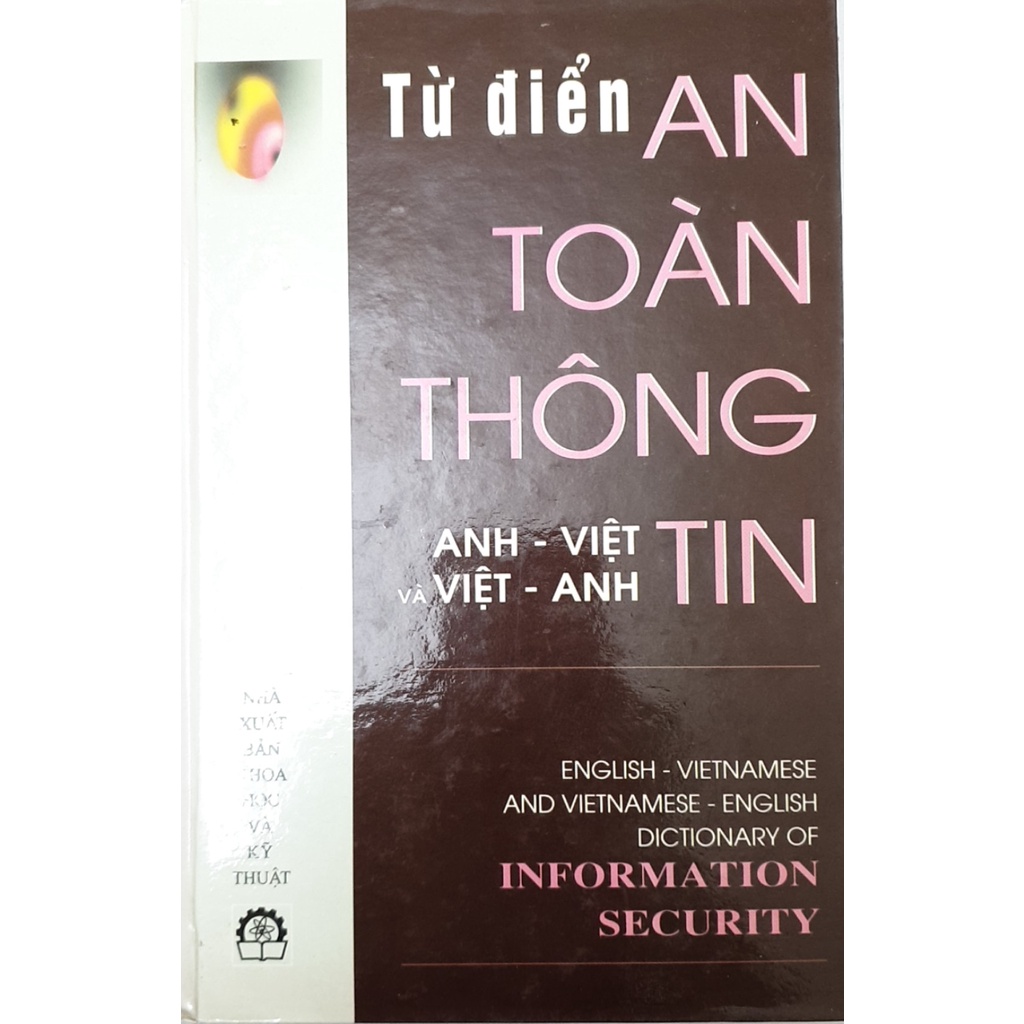 Từ điển AN
TOÀN
THÔNG
ANH - VIỆT
VÀ VIỆT - ANH
TIN
ENGLISH - VIETNAMESE
AND VIETNAMESE - ENGLISH
DICTIONARY OF
INFORMATION
SECURITY
NHÀ
XUẤT
BẢN
KHOA
HỌC
VÀ
KỸ
THUẬT